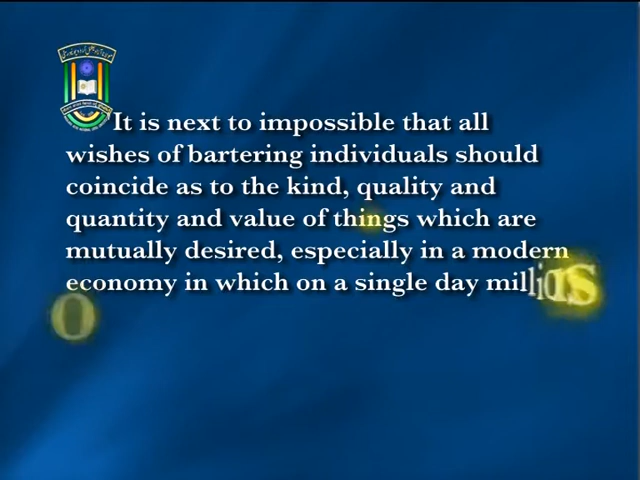 It is next to impossible that all
wishes of bartering individuals should
coincide as to the kind, quality and
quantity and value of things which are
mutually desired, especially in a modern
economy in which on a single day millions
o